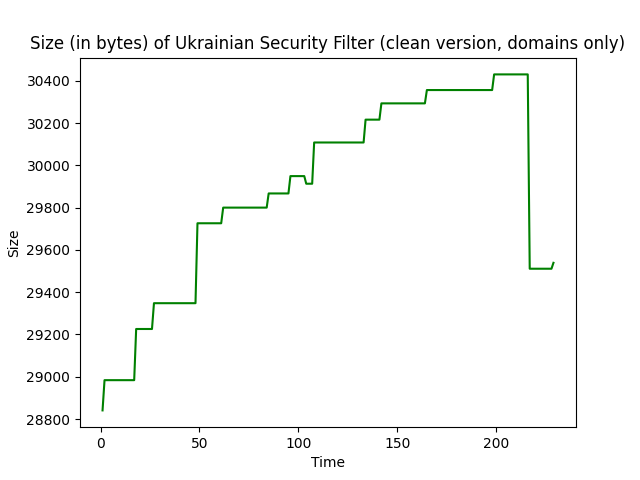 Size (in bytes) of Ukrainian Security Filter (clean version, domains only)
30400
30200
30000
29800
29600
29400
29200
29000
28800
Size
0 50 100 150 200
Time